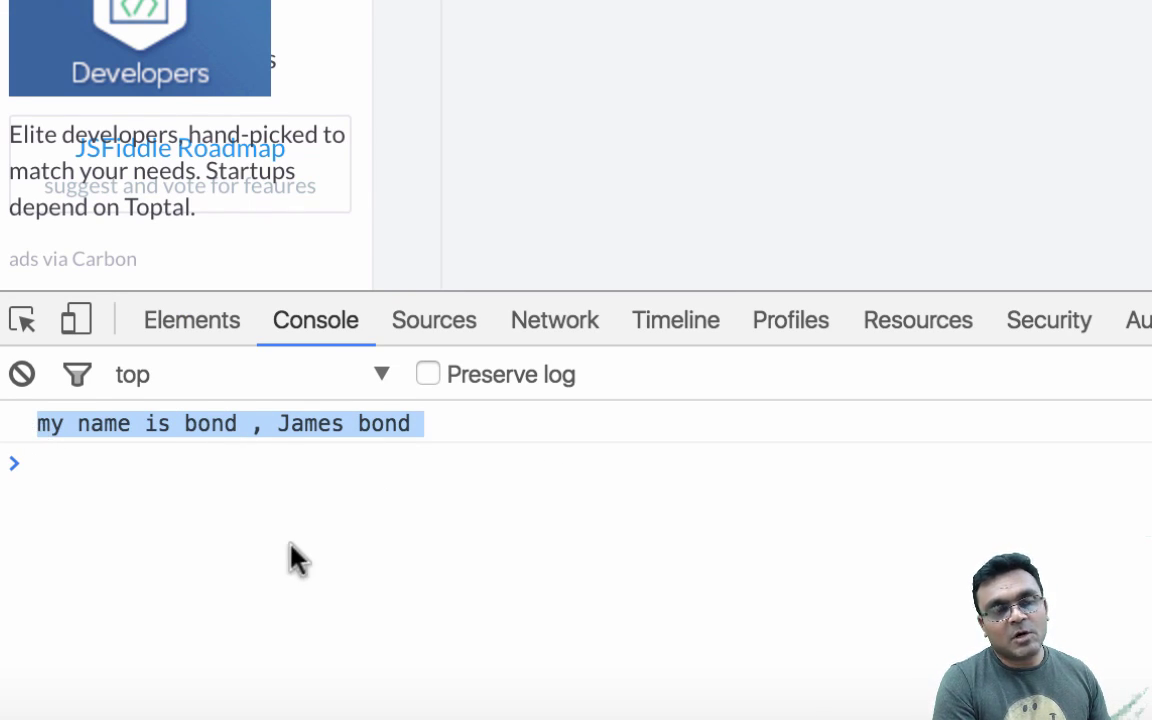 Developers
s
Elite developers, hand-picked to
JSFiddle Roadmap
match your needs. Startups
suggest and vote for feaures
depend on Toptal.
ads via Carbon
Elements Console Sources Network Timeline Profiles Resources Security Au
top Preserve log
my name is bond , James bond